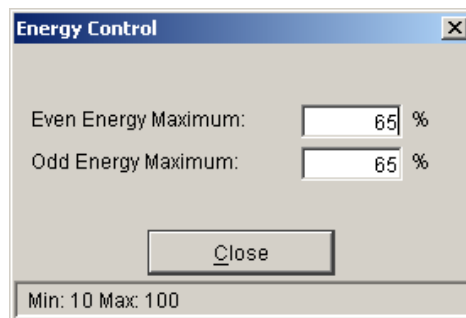 Energy Control
Even Energy Maximum: 65 %
Odd Energy Maximum: 65 %
Close
Min: 10 Max: 100